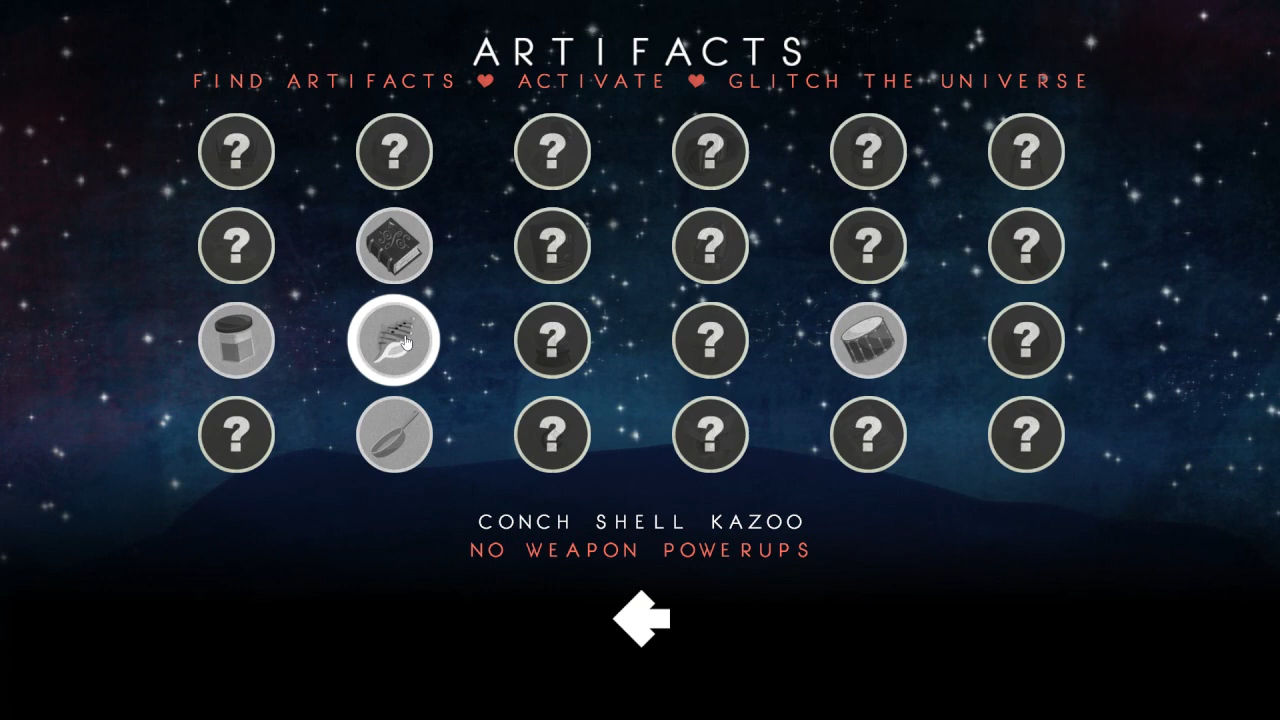 ARTIFACTS
FIND ARTIFACTS ♥ ACTIVATE ♥ GLITCH THE UNIVERSE
? ? ? ? ? ?
? ? ? ? ?
? ? ?
? ? ? ? ?
CONCH SHELL KAZOO
NO WEAPON POWERUPS